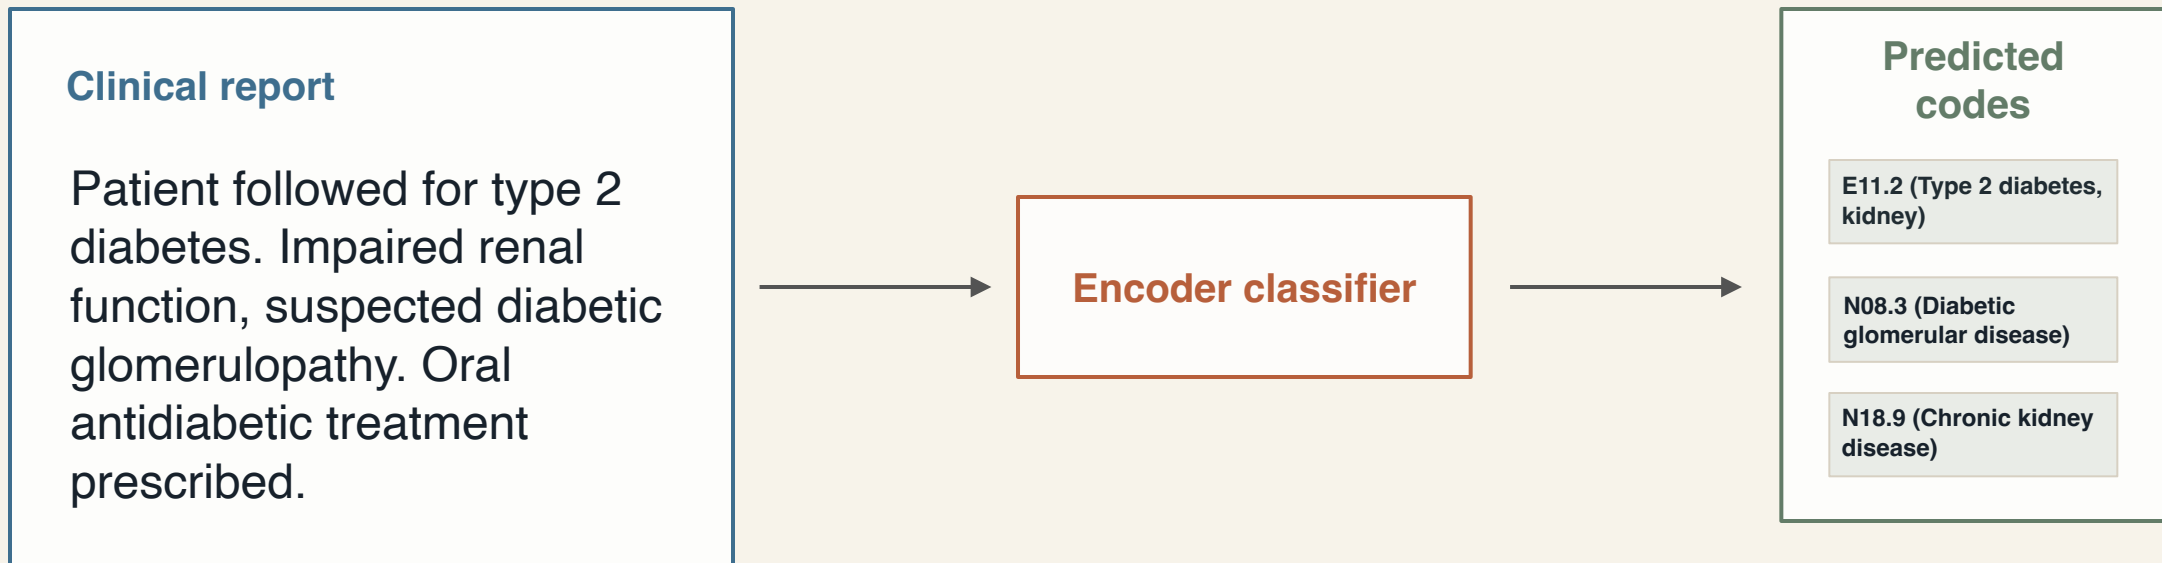 Clinical report
Patient followed for type 2
diabetes. Impaired renal
function, suspected diabetic
glomerulopathy. Oral
antidiabetic treatment
prescribed.
Encoder classifier
Predicted
codes
E11.2 (Type 2 diabetes,
kidney)
N08.3 (Diabetic
glomerular disease)
N18.9 (Chronic kidney
disease)